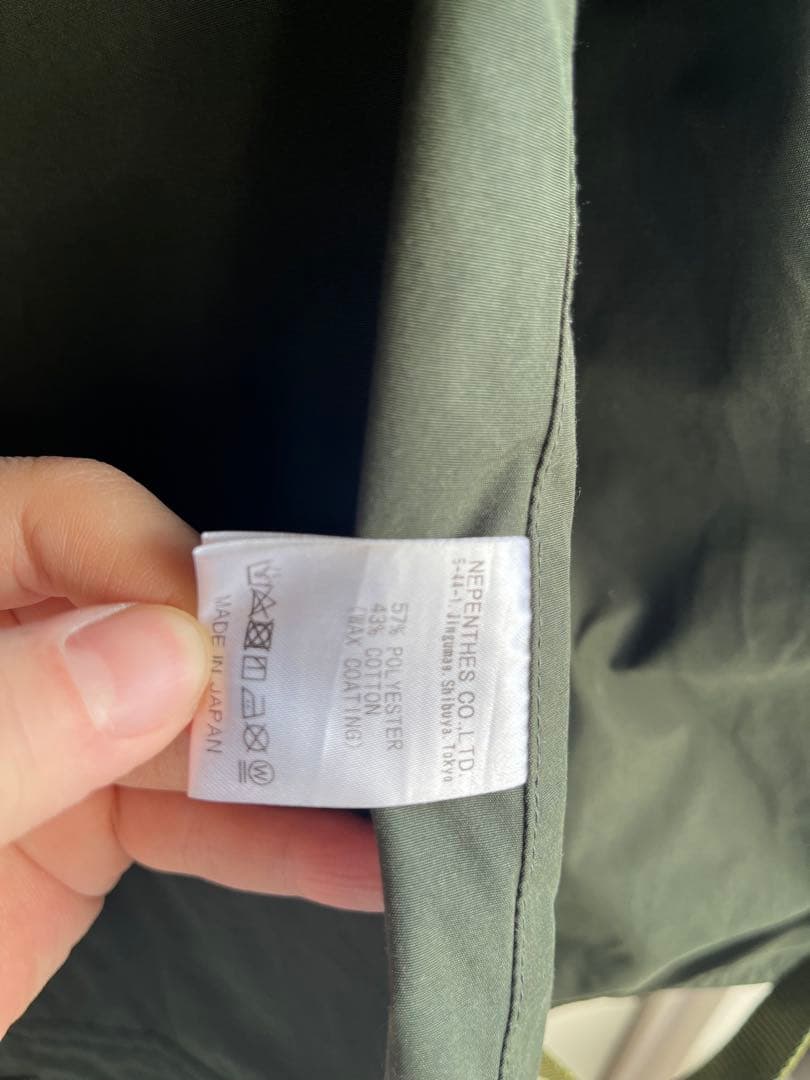 NEPENTHES CO.,LTD.
5-44-1, Jingumae, Shibuya, Tokyo
57% POLYESTER
43% COTTON
(WAX COATING)
W
MADE IN JAPAN